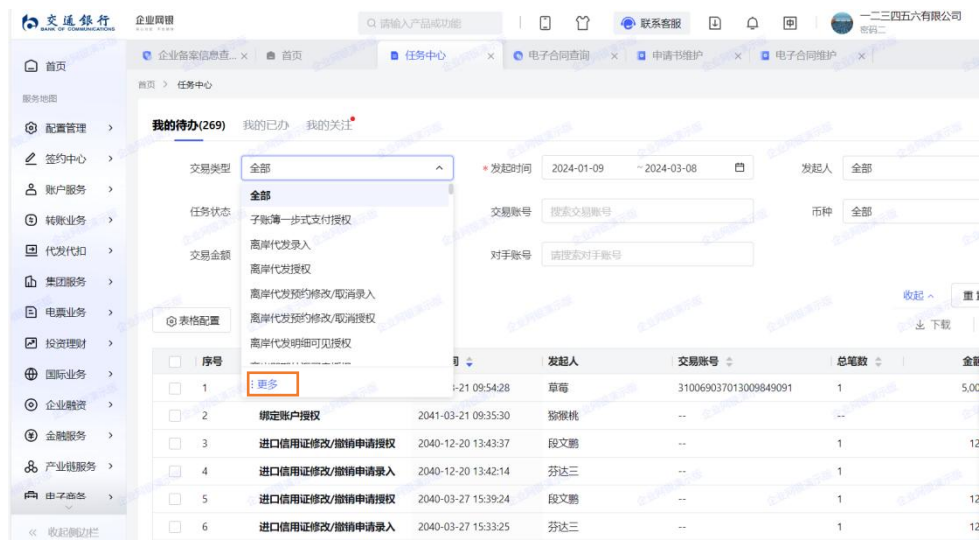 交通银行 企业网银 请输入产品或功能 联系客服 一二三四五六有限公司
BANK OF COMMUNICATIONS 密码二
首页 企业备案信息查... × 首页 任务中心 × 电子合同查询 × 申请书维护 × 电子合同维护 ×
首页 > 任务中心
服务地图
配置管理 > 我的待办(269) 我的已办 我的关注
签约中心 > 交易类型 全部 * 发起时间 2024-01-09 ~ 2024-03-08 发起人 全部
账户服务 > 全部
转账业务 > 任务状态 子账簿一步式支付授权 交易账号 搜索交易账号 币种 全部
代发代扣 > 交易金额 离岸代发录入 对手账号 请搜索对手账号
离岸代发授权
集团服务 > 离岸代发预约修改/取消录入 收起
电票业务 > 表格配置 离岸代发预约修改/取消授权 下载
投资理财 > 离岸代发明细可见授权
国际业务 > 序号 发起人 交易账号 总笔数
1 更多 -21 09:54:28 草莓 310069037013009849091 1 5,00
企业融资 > 2 绑定账户授权 2041-03-21 09:35:30 猕猴桃 -- --
金融服务 > 3 进口信用证修改/撤销申请授权 2040-12-20 13:43:37 段文鹏 -- 1 12
产业链服务 > 4 进口信用证修改/撤销申请录入 2040-12-20 13:42:14 芬达三 -- 1
电子商务 > 5 进口信用证修改/撤销申请授权 2040-03-27 15:39:24 段文鹏 -- 1 12
« 收起侧边栏 6 进口信用证修改/撤销申请录入 2040-03-27 15:33:25 芬达三 -- 1 12